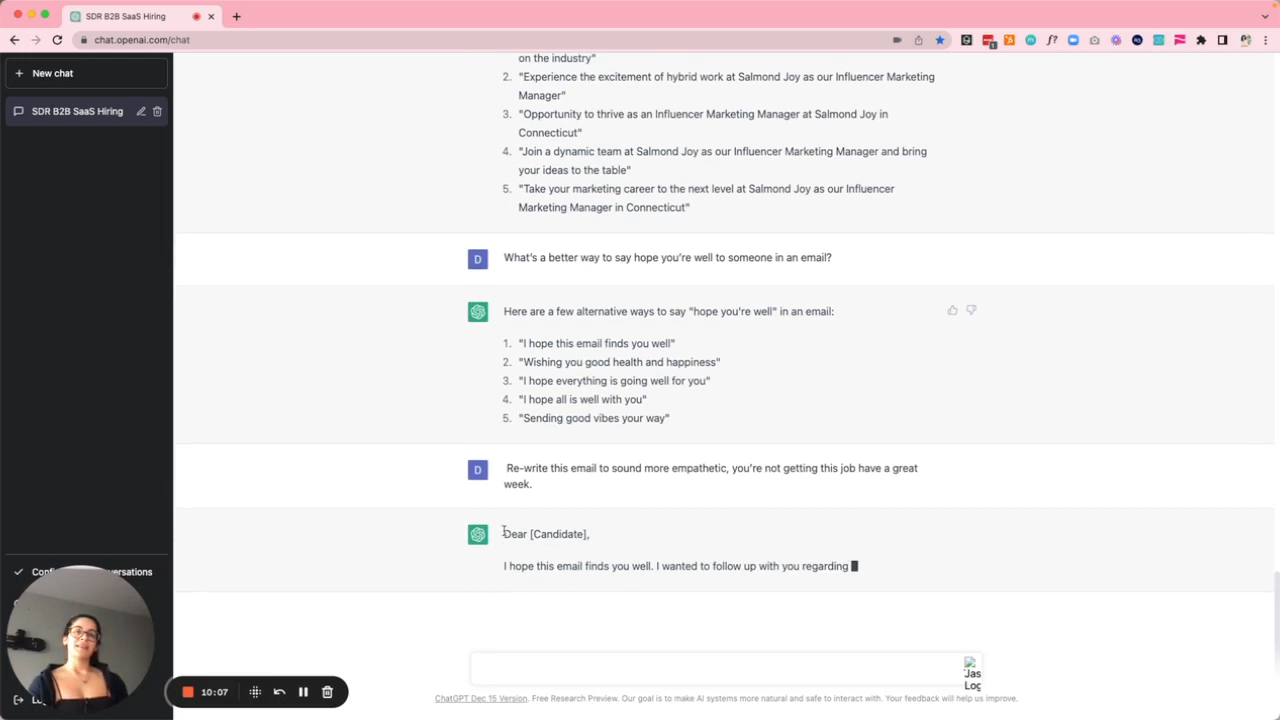 SDR B2B SaaS Hiring
chat.openai.com/chat
New chat
SDR B2B SaaS Hiring
on the industry"
2. "Experience the excitement of hybrid work at Salmond Joy as our Influencer Marketing
Manager"
3. "Opportunity to thrive as an Influencer Marketing Manager at Salmond Joy in
Connecticut"
4. "Join a dynamic team at Salmond Joy as our Influencer Marketing Manager and bring
your ideas to the table"
5. "Take your marketing career to the next level at Salmond Joy as our Influencer
Marketing Manager in Connecticut"
D
What's a better way to say hope you're well to someone in an email?
Here are a few alternative ways to say "hope you're well" in an email:
1. "I hope this email finds you well"
2. "Wishing you good health and happiness"
3. "I hope everything is going well for you"
4. "I hope all is well with you"
5. "Sending good vibes your way"
D
Re-write this email to sound more empathetic, you're not getting this job have a great
week.
Dear [Candidate],
I hope this email finds you well. I wanted to follow up with you regarding
10:07
ChatGPT Dec 15 Version. Free Research Preview. Our goal is to make AI systems more natural and safe to interact with. Your feedback will help us improve.